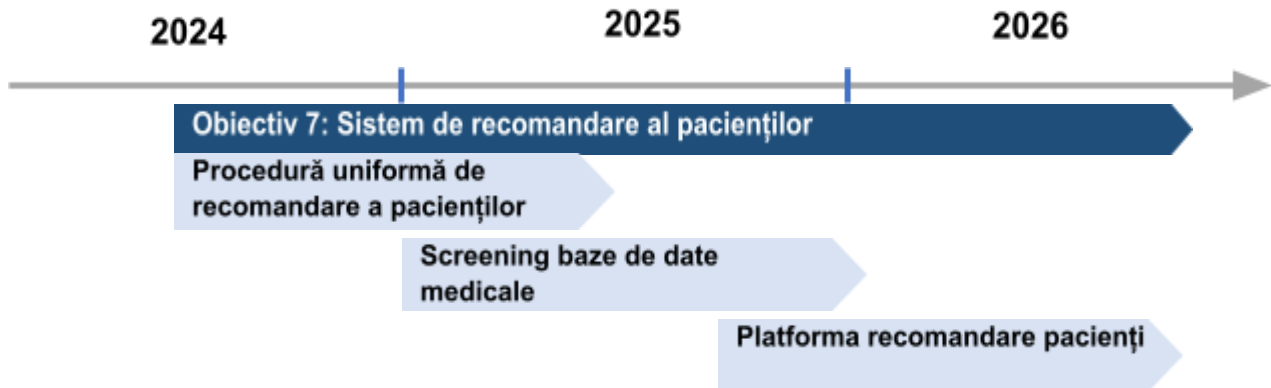 2024
2025
2026
Obiectiv 7: Sistem de recomandare al pacienților
Procedură uniformă de
recomandare a pacienților
Screening baze de date
medicale
Platforma recomandare pacienți